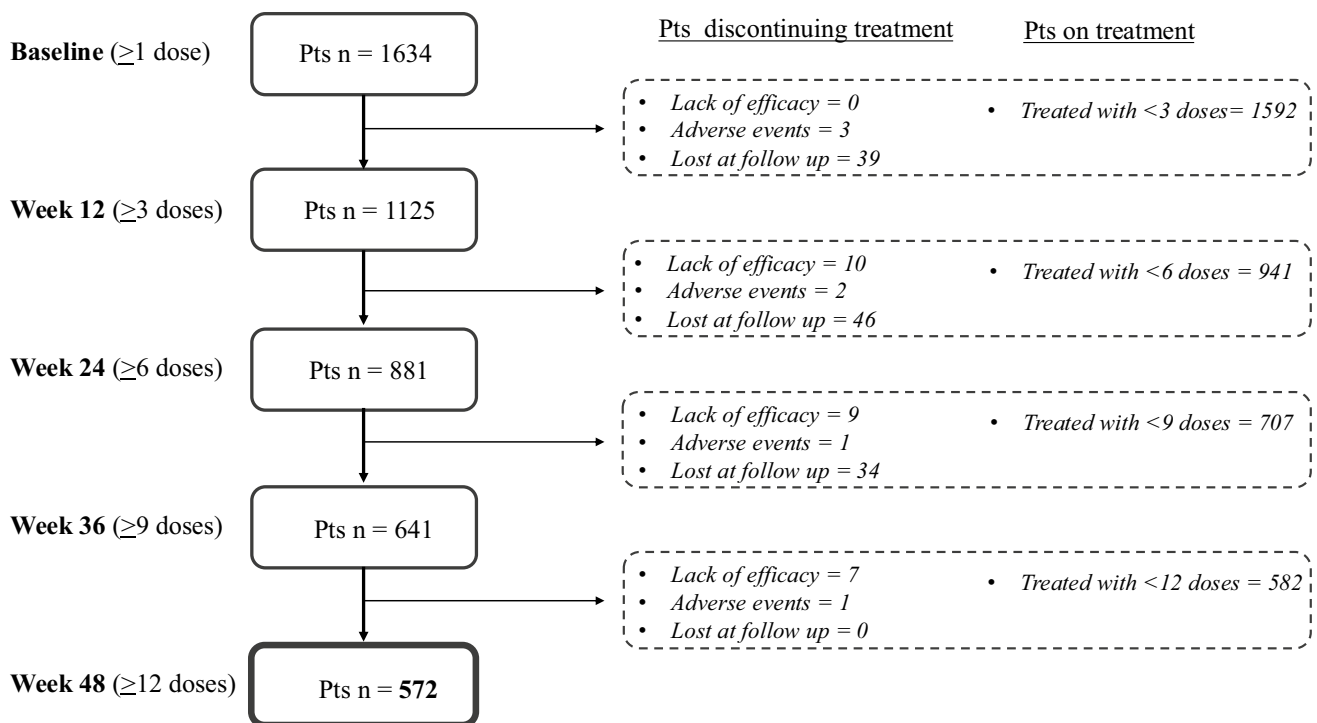 Pts discontinuing treatment
Pts on treatment
Baseline (≥1 dose)
Pts n = 1634
• Lack of efficacy = 0
• Adverse events = 3
• Lost at follow up = 39
• Treated with <3 doses= 1592
Week 12 (≥3 doses)
Pts n = 1125
• Lack of efficacy = 10
• Adverse events = 2
• Lost at follow up = 46
• Treated with <6 doses = 941
Week 24 (≥6 doses)
Pts n = 881
• Lack of efficacy = 9
• Adverse events = 1
• Lost at follow up = 34
• Treated with <9 doses = 707
Week 36 (≥9 doses)
Pts n = 641
• Lack of efficacy = 7
• Adverse events = 1
• Lost at follow up = 0
• Treated with <12 doses = 582
Week 48 (≥12 doses)
Pts n = 572